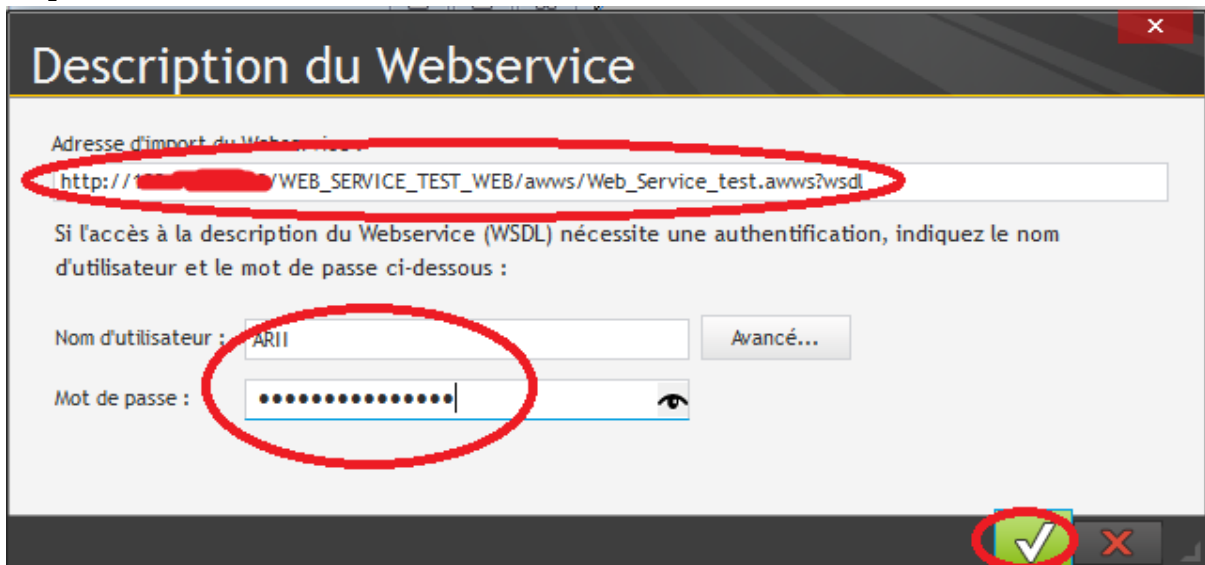 Description du Webservice
Adresse d'import du Webservice :
http:///WEB_SERVICE_TEST_WEB/awws/Web_Service_test.awws?wsdl
Si l'accès à la description du Webservice (WSDL) nécessite une authentification, indiquez le nom
d'utilisateur et le mot de passe ci-dessous :
Nom d'utilisateur :
ARII
Avancé...
Mot de passe :
•••••••••••••••